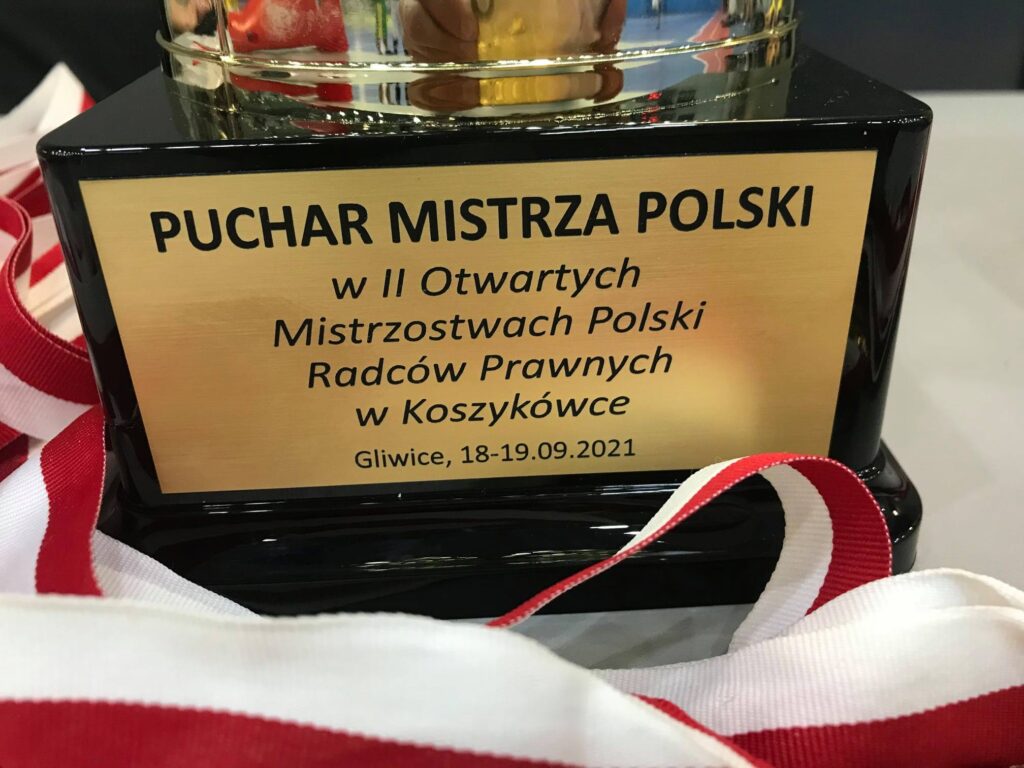 PUCHAR MISTRZA POLSKI
w II Otwartych
Mistrzostwach Polski
Radców Prawnych
w Koszykówce
Gliwice, 18-19.09.2021